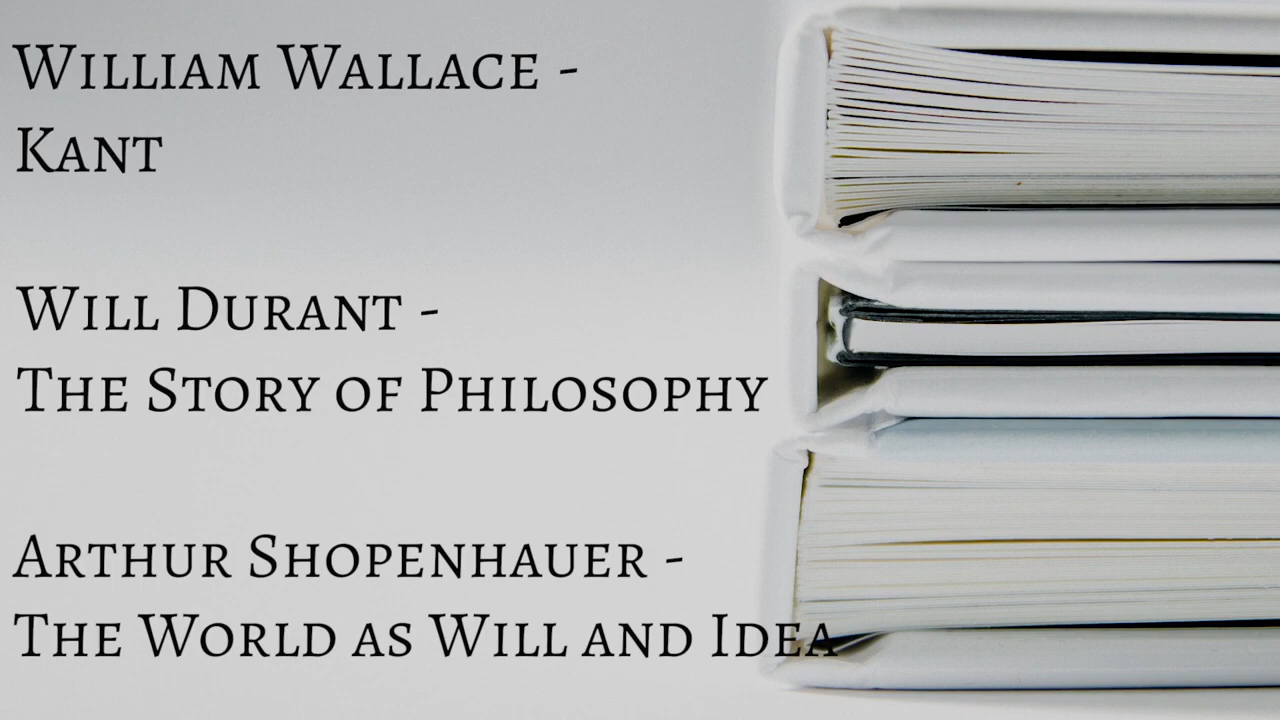 William Wallace -
Kant
Will Durant -
The Story of Philosophy
Arthur Shopenhauer -
The World as Will and Idea